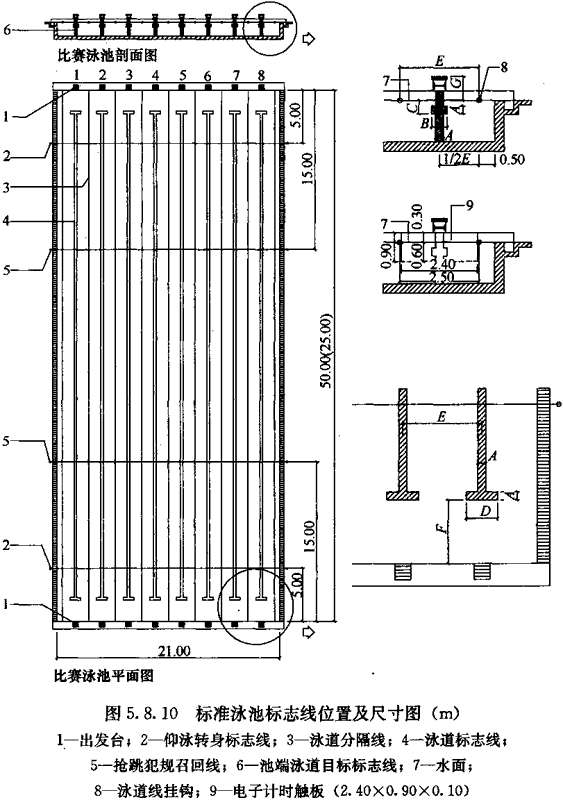 6
比赛泳池剖面图
1 2 3 4 5 6 7 8
1
2
3
4
5
5
2
1
5.00
15.00
50.00(25.00)
15.00
5.00
21.00
比赛泳池平面图
E
7
8
G
C
A
B
A
1/2E
0.50
7
9
0.30
0.90
0.60
2.40
2.50
E
A
A
D
F
图 5.8.10 标准泳池标志线位置及尺寸图（m）
1—出发台；2—仰泳转身标志线；3—泳道分隔线；4—泳道标志线；
5—抢跳犯规召回线；6—池端泳道目标标志线；7—水面；
8—泳道线挂钩；9—电子计时触板（2.40×0.90×0.10）